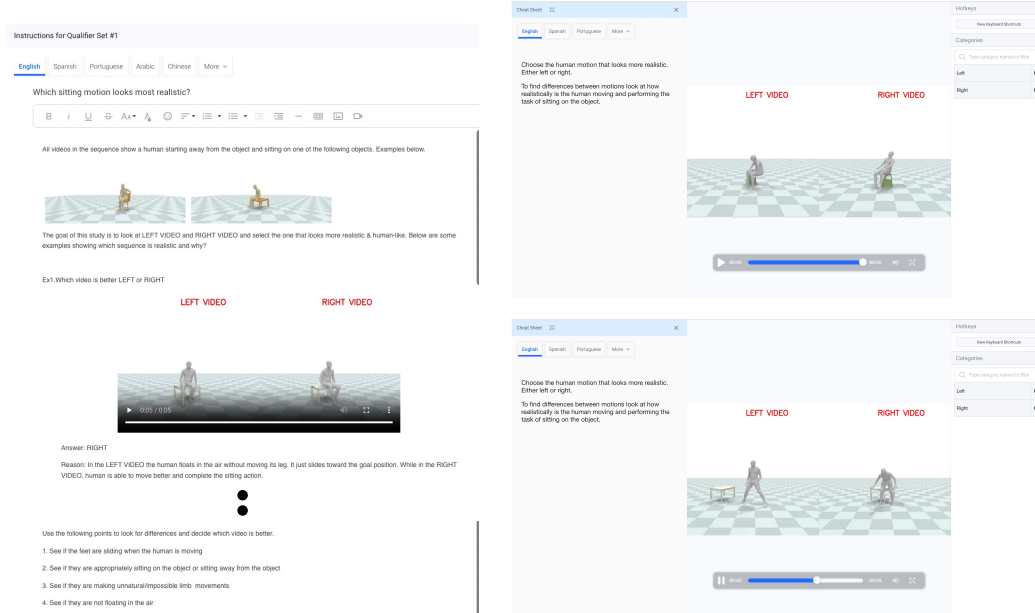 Instructions for Qualifier Set #1
English Spanish Portuguese Arabic Chinese More
Which sitting motion looks most realistic?
B i U S AA A
All videos in the sequence show a human starting away from the object and sitting on one of the following objects. Examples below.
The goal of this study is to look at LEFT VIDEO and RIGHT VIDEO and select the one that looks more realistic & human-like. Below are some
examples showing which sequence is realistic and why?
Ex1.Which video is better LEFT or RIGHT
LEFT VIDEO RIGHT VIDEO
0:05 / 0:05
Answer: RIGHT
Reason: In the LEFT VIDEO the human floats in the air without moving its leg. It just slides toward the goal position. While in the RIGHT
VIDEO, human is able to move better and complete the sitting action.
Use the following points to look for differences and decide which video is better.
1. See if the feet are sliding when the human is moving
2. See if they are appropriately sitting on the object or sitting away from the object
3. See if they are making unnatural/impossible limb movements
4. See if they are not floating in the air
Cheat Sheet
English Spanish Portuguese More
Choose the human motion that looks more realistic.
Either left or right.
To find differences between motions look at how
realistically is the human moving and performing the
task of sitting on the object.
LEFT VIDEO RIGHT VIDEO
00:05 00:05
Hotkeys
View Keyboard Shortcuts
Categories
Type category names to filter
Left
Right
Cheat Sheet
English Spanish Portuguese More
Choose the human motion that looks more realistic.
Either left or right.
To find differences between motions look at how
realistically is the human moving and performing the
task of sitting on the object.
LEFT VIDEO RIGHT VIDEO
00:03 00:05
Hotkeys
View Keyboard Shortcuts
Categories
Type category names to filter
Left
Right